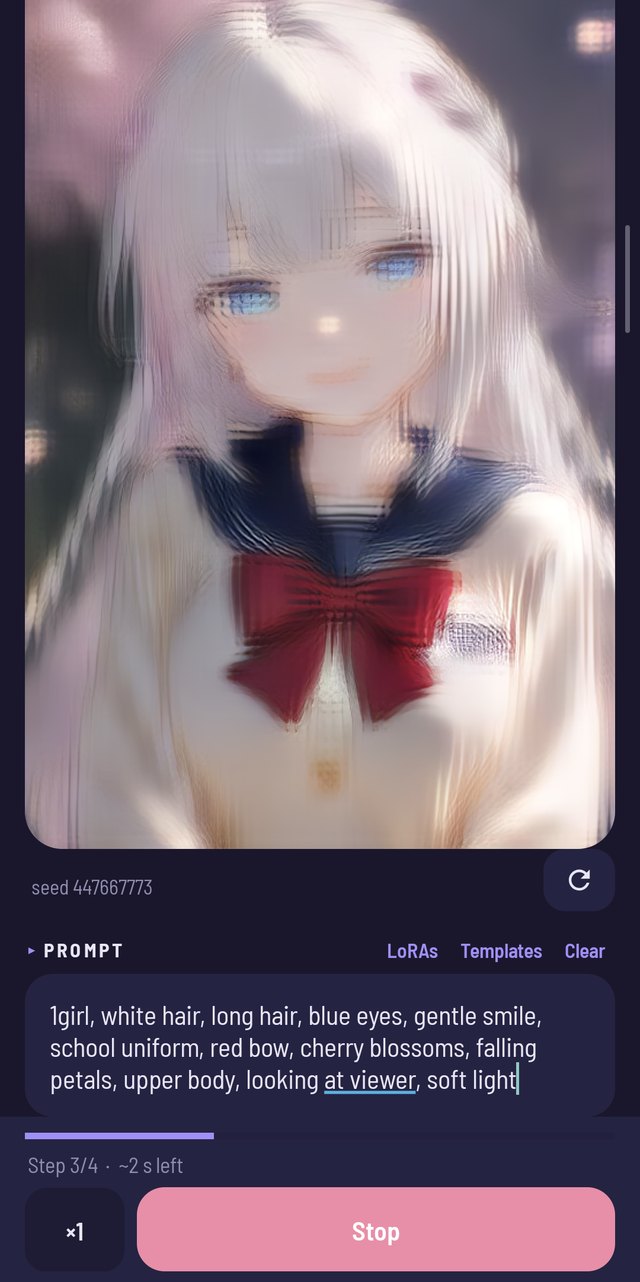 seed 447667773
▸ PROMPT LoRAs Templates Clear
1girl, white hair, long hair, blue eyes, gentle smile,
school uniform, red bow, cherry blossoms, falling
petals, upper body, looking at viewer, soft light
Step 3/4 · ~2 s left
×1 Stop